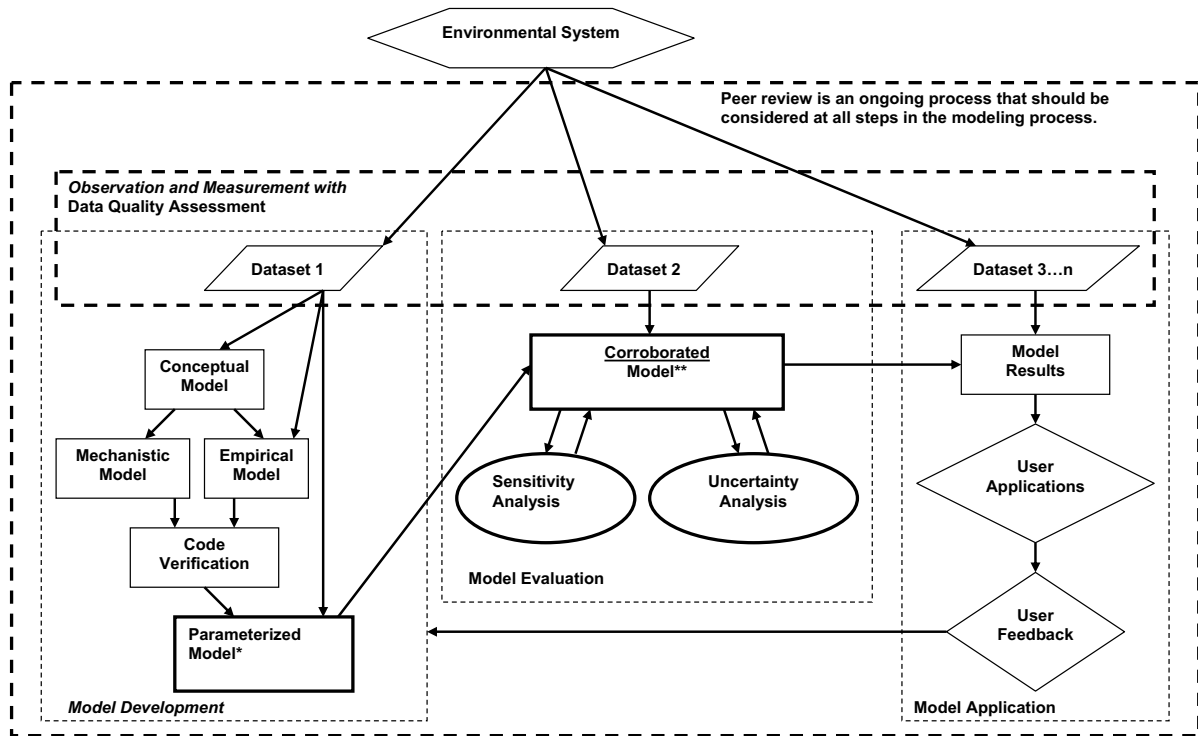 Environmental System
Peer review is an ongoing process that should be
considered at all steps in the modeling process.
Observation and Measurement with
Data Quality Assessment
Dataset 1
Dataset 2
Dataset 3…n
Conceptual
Model
Corroborated
Model**
Model
Results
Mechanistic
Model
Empirical
Model
Sensitivity
Analysis
Uncertainty
Analysis
User
Applications
Code
Verification
Model Evaluation
Parameterized
Model*
User
Feedback
Model Development
Model Application